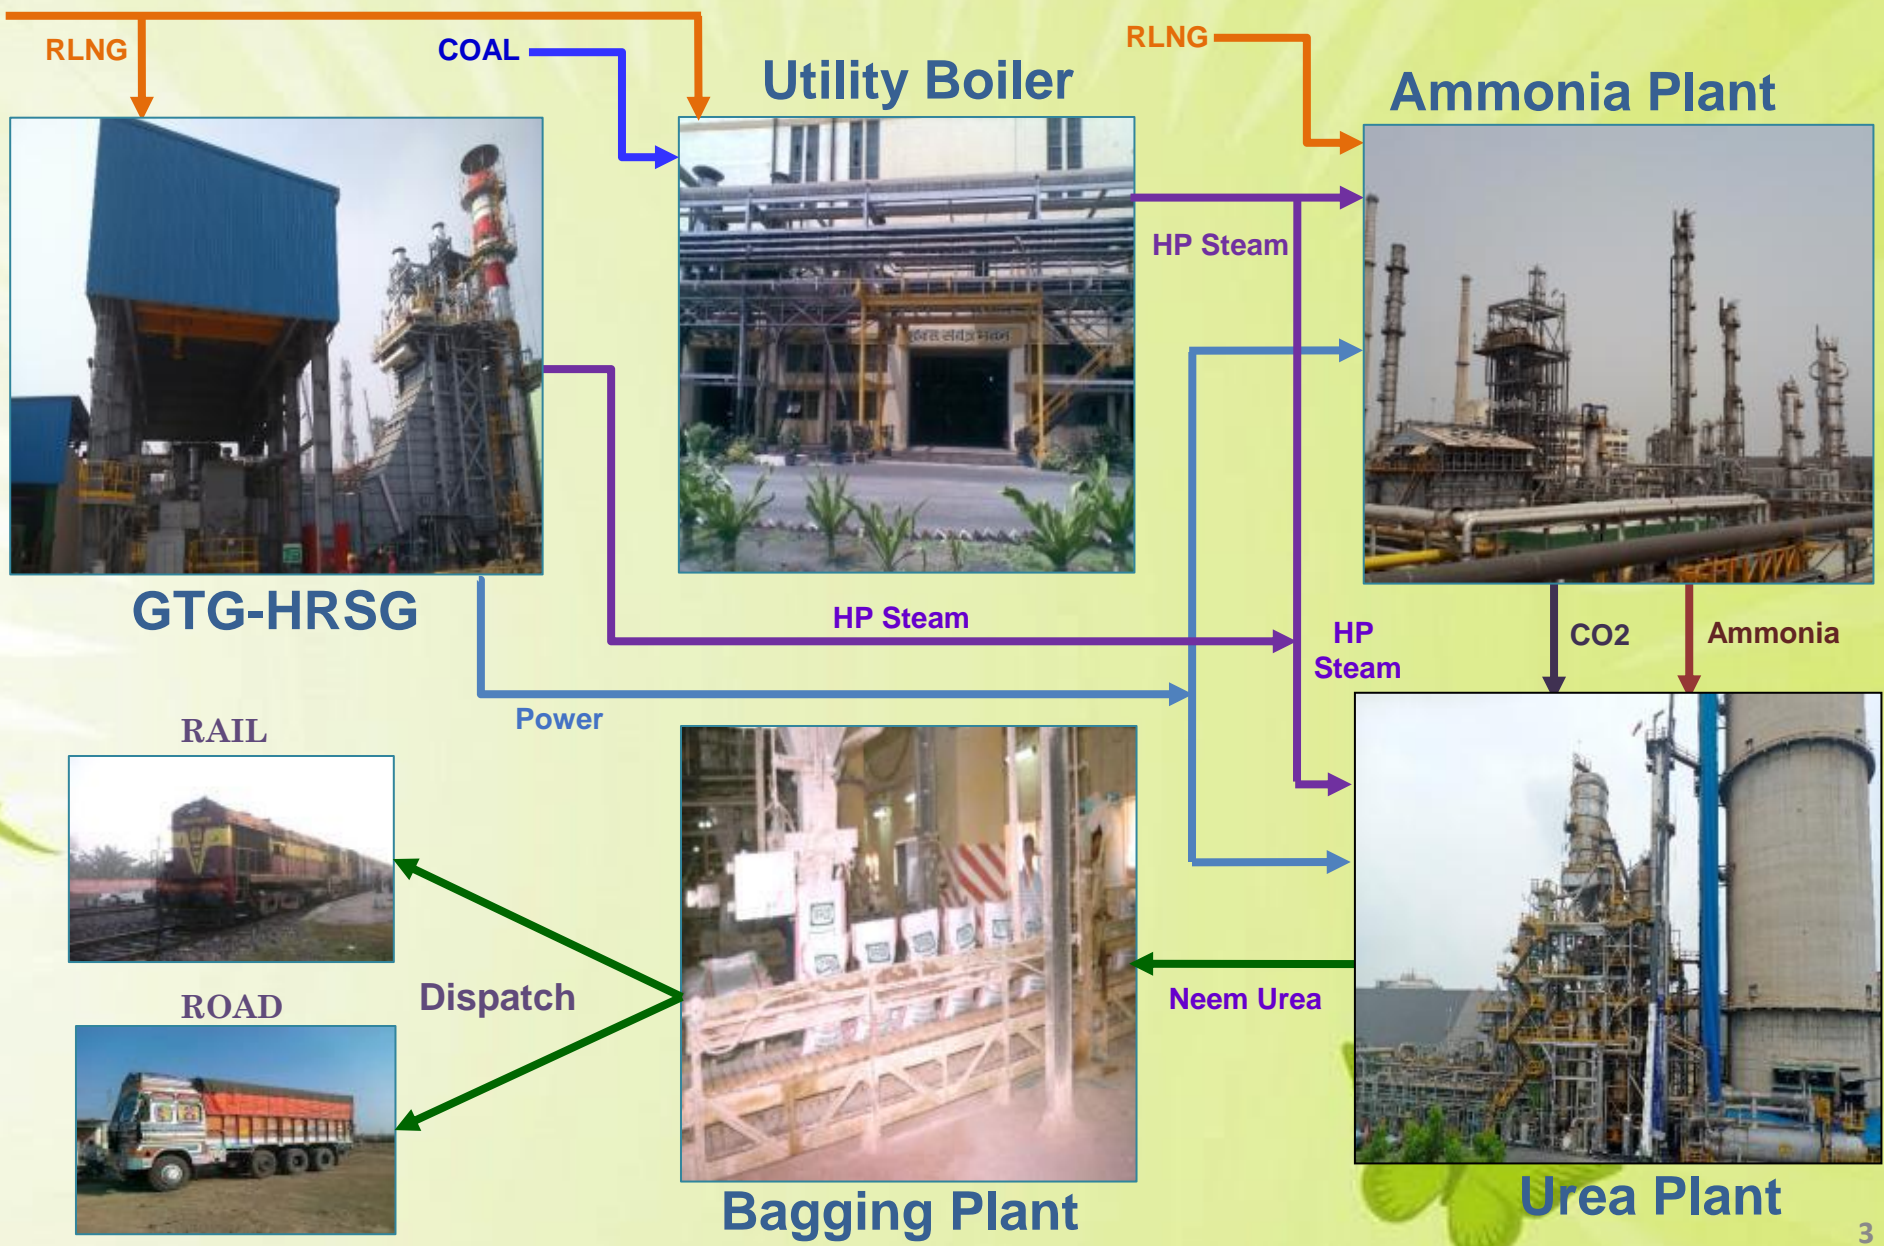 RLNG
COAL
RLNG
Utility Boiler
Ammonia Plant
HP Steam
GTG-HRSG
HP Steam
HP
Steam
CO2
Ammonia
Power
RAIL
ROAD
Dispatch
Neem Urea
Bagging Plant
Urea Plant
3